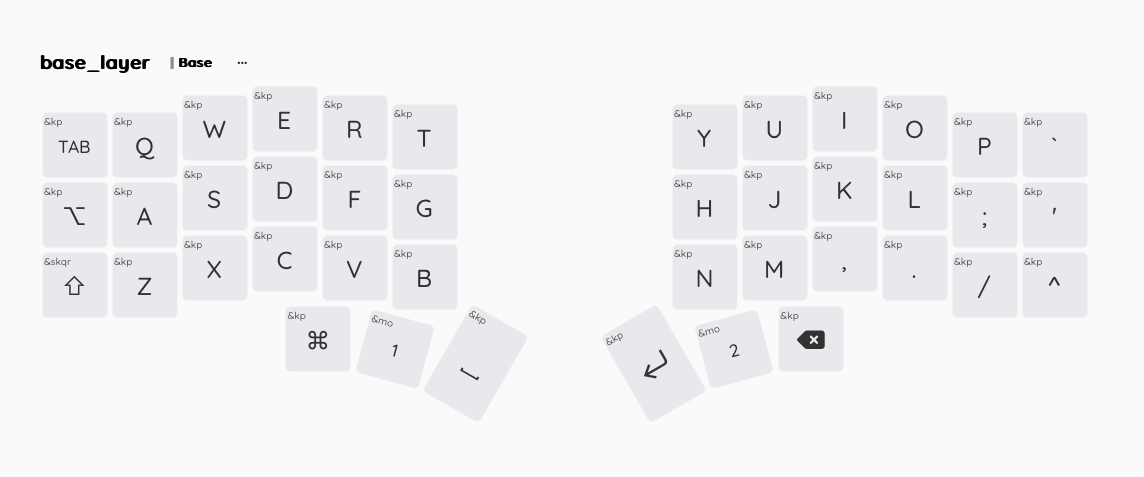 base_layer | Base ...
&kp TAB &kp Q &kp W &kp E &kp R &kp T &kp Y &kp U &kp I &kp O &kp P &kp `
&kp ⌥ &kp A &kp S &kp D &kp F &kp G &kp H &kp J &kp K &kp L &kp ; &kp '
&skqr ⇧ &kp Z &kp X &kp C &kp V &kp B &kp N &kp M &kp , &kp . &kp / &kp ^
&kp ⌘ &mo 1 &kp ⎵ &kp ⏎ &mo 2 &kp ⌫